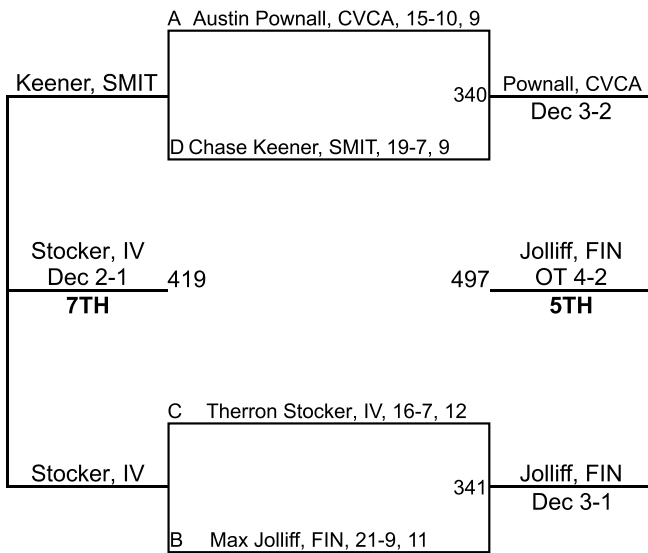 A Austin Pownall, CVCA, 15-10, 9
Keener, SMIT
340
Pownall, CVCA
Dec 3-2
D Chase Keener, SMIT, 19-7, 9
Stocker, IV
Dec 2-1
7TH
419
497
Jolliff, FIN
OT 4-2
5TH
C Therron Stocker, IV, 16-7, 12
Stocker, IV
341
Jolliff, FIN
Dec 3-1
B Max Jolliff, FIN, 21-9, 11